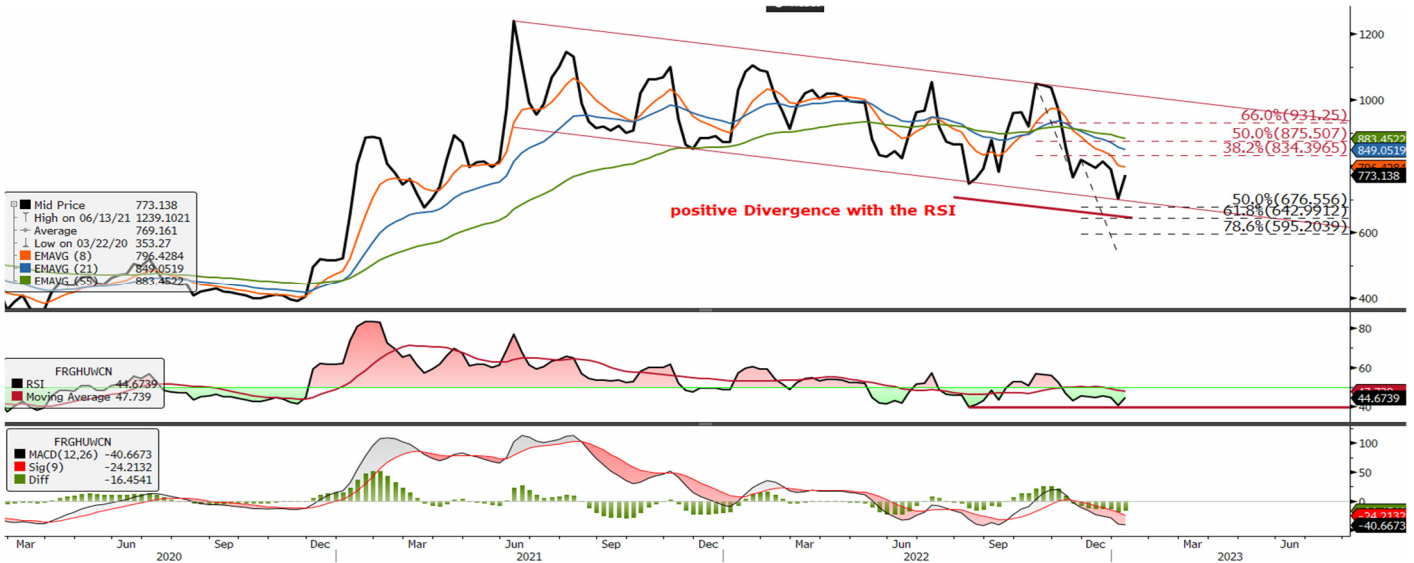 1200
1000
600
400
66.0%(931.25)
50.0%(875.507)
38.2%(834.3965)
50.0%(676.556)
61.8%(642.9912)
78.6%(595.2039)
883.4522
849.0519
796.4284
773.138
positive Divergence with the RSI
Mid Price 773.138
High on 06/13/21 1239.1021
Average 769.161
Low on 03/22/20 353.27
EMAVG (8) 796.4284
EMAVG (21) 849.0519
EMAVG (55) 883.4522
80
60
40
FRGHUWCN
RSI 44.6739
Moving Average 47.739
47.739
44.6739
FRGHUWCN
MACD(12,26) -40.6673
Sig(9) -24.2132
Diff -16.4541
100
50
0
-24.2132
-40.6673
Mar Jun Sep Dec Mar Jun Sep Dec Mar Jun Sep Dec Mar Jun
2020 2021 2022 2023